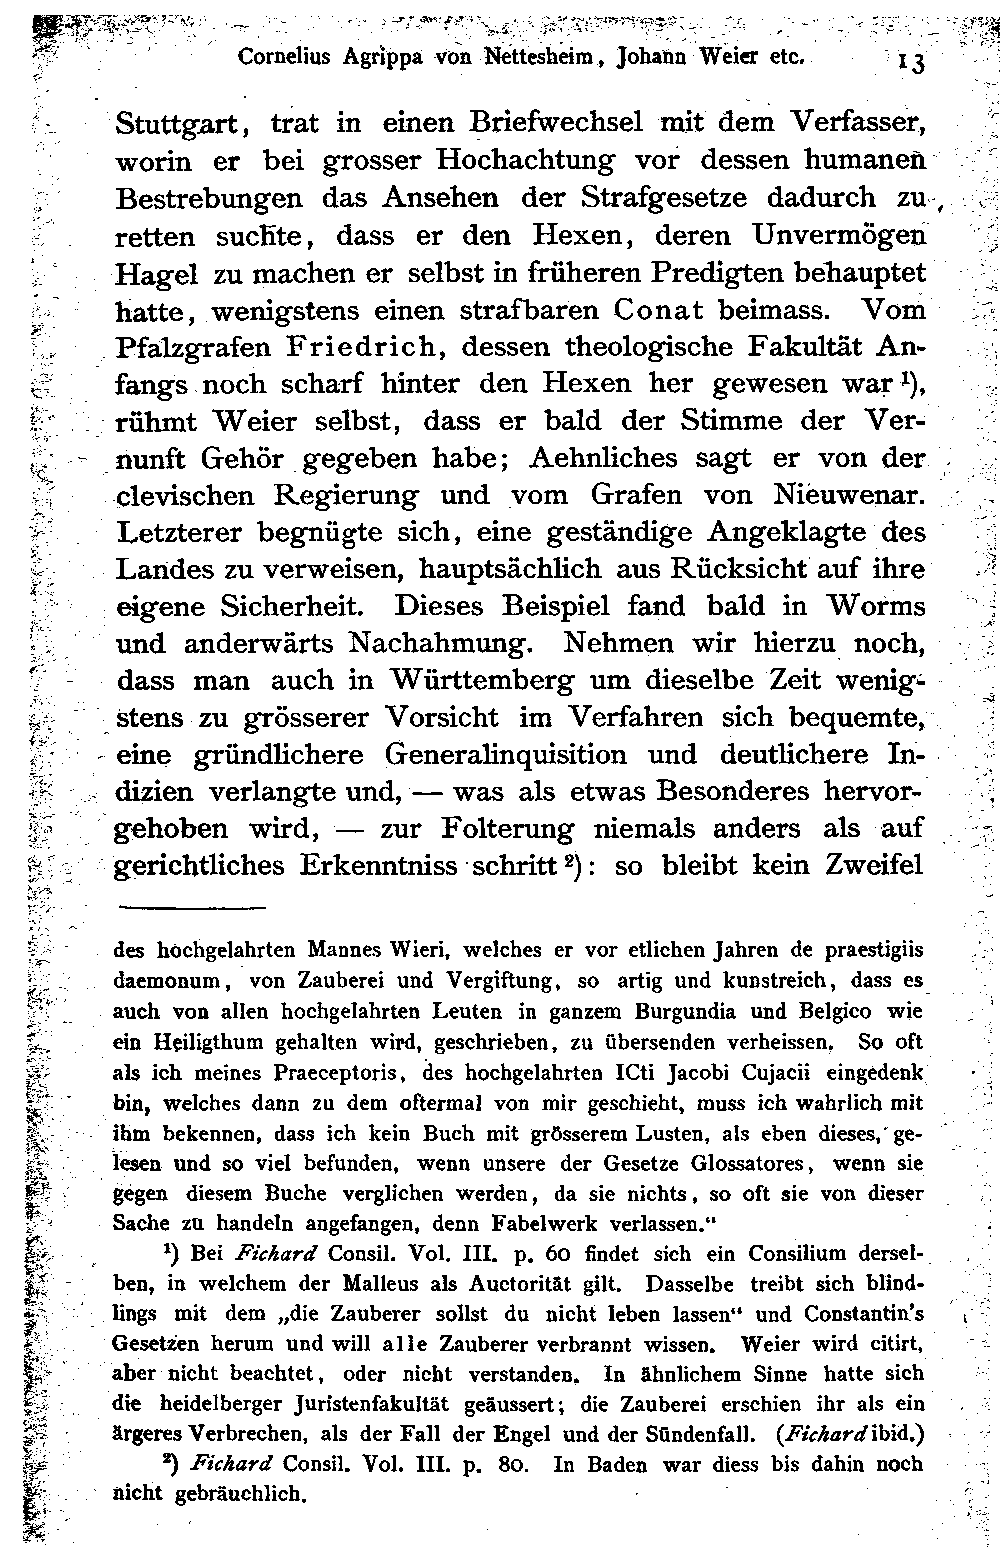 Cornelius Agrippa von Nettesheim, Johann Weier etc. 13
Stuttgart, trat in einen Briefwechsel mit dem Verfasser,
worin er bei grosser Hochachtung vor dessen humanen
Bestrebungen das Ansehen der Strafgesetze dadurch zu
retten suchte, dass er den Hexen, deren Unvermögen
Hagel zu machen er selbst in früheren Predigten behauptet
hatte, wenigstens einen strafbaren Conat beimass. Vom
Pfalzgrafen Friedrich, dessen theologische Fakultät An-
fangs noch scharf hinter den Hexen her gewesen war ¹),
rühmt Weier selbst, dass er bald der Stimme der Ver-
nunft Gehör gegeben habe; Aehnliches sagt er von der
clevischen Regierung und vom Grafen von Nieuwenar.
Letzterer begnügte sich, eine geständige Angeklagte des
Landes zu verweisen, hauptsächlich aus Rücksicht auf ihre
eigene Sicherheit. Dieses Beispiel fand bald in Worms
und anderwärts Nachahmung. Nehmen wir hierzu noch,
dass man auch in Württemberg um dieselbe Zeit wenig-
stens zu grösserer Vorsicht im Verfahren sich bequemte,
eine gründlichere Generalinquisition und deutlichere In-
dizien verlangte und, — was als etwas Besonderes hervor-
gehoben wird, — zur Folterung niemals anders als auf
gerichtliches Erkenntniss schritt ²): so bleibt kein Zweifel
des hochgelahrten Mannes Wieri, welches er vor etlichen Jahren de praestigiis
daemonum, von Zauberei und Vergiftung, so artig und kunstreich, dass es
auch von allen hochgelahrten Leuten in ganzem Burgundia und Belgico wie
ein Heiligthum gehalten wird, geschrieben, zu übersenden verheissen. So oft
als ich meines Praeceptoris, des hochgelahrten ICti Jacobi Cujacii eingedenk
bin, welches dann zu dem oftermal von mir geschieht, muss ich wahrlich mit
ihm bekennen, dass ich kein Buch mit grösserem Lusten, als eben dieses, ge-
lesen und so viel befunden, wenn unsere der Gesetze Glossatores, wenn sie
gegen diesem Buche verglichen werden, da sie nichts, so oft sie von dieser
Sache zu handeln angefangen, denn Fabelwerk verlassen."
¹) Bei Fichard Consil. Vol. III. p. 60 findet sich ein Consilium dersel-
ben, in welchem der Malleus als Auctorität gilt. Dasselbe treibt sich blind-
lings mit dem „die Zauberer sollst du nicht leben lassen" und Constantin's
Gesetzen herum und will alle Zauberer verbrannt wissen. Weier wird citirt,
aber nicht beachtet, oder nicht verstanden. In ähnlichem Sinne hatte sich
die heidelberger Juristenfakultät geäussert; die Zauberei erschien ihr als ein
ärgeres Verbrechen, als der Fall der Engel und der Sündenfall. (Fichard ibid.)
²) Fichard Consil. Vol. III. p. 80. In Baden war diess bis dahin noch
nicht gebräuchlich.